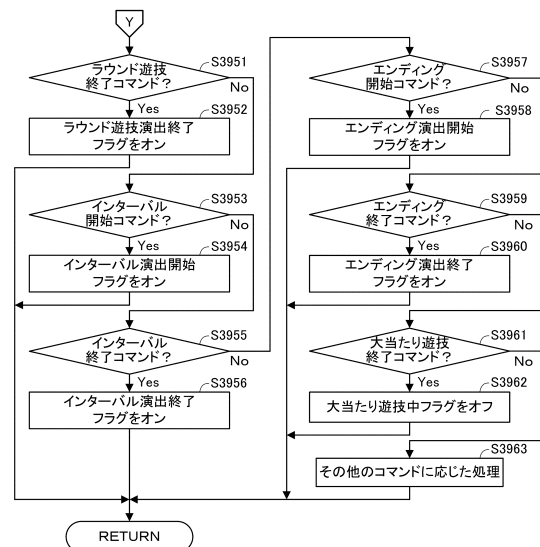 Y
S3951
ラウンド遊技
終了コマンド?
No
Yes
S3952
ラウンド遊技演出終了
フラグをオン
S3953
インターバル
開始コマンド?
No
Yes
S3954
インターバル演出開始
フラグをオン
S3955
インターバル
終了コマンド?
No
Yes
S3956
インターバル演出終了
フラグをオン
RETURN
S3957
エンディング
開始コマンド?
No
Yes
S3958
エンディング演出開始
フラグをオン
S3959
エンディング
終了コマンド?
No
Yes
S3960
エンディング演出終了
フラグをオン
S3961
大当たり遊技
終了コマンド?
No
Yes
S3962
大当たり遊技中フラグをオフ
S3963
その他のコマンドに応じた処理